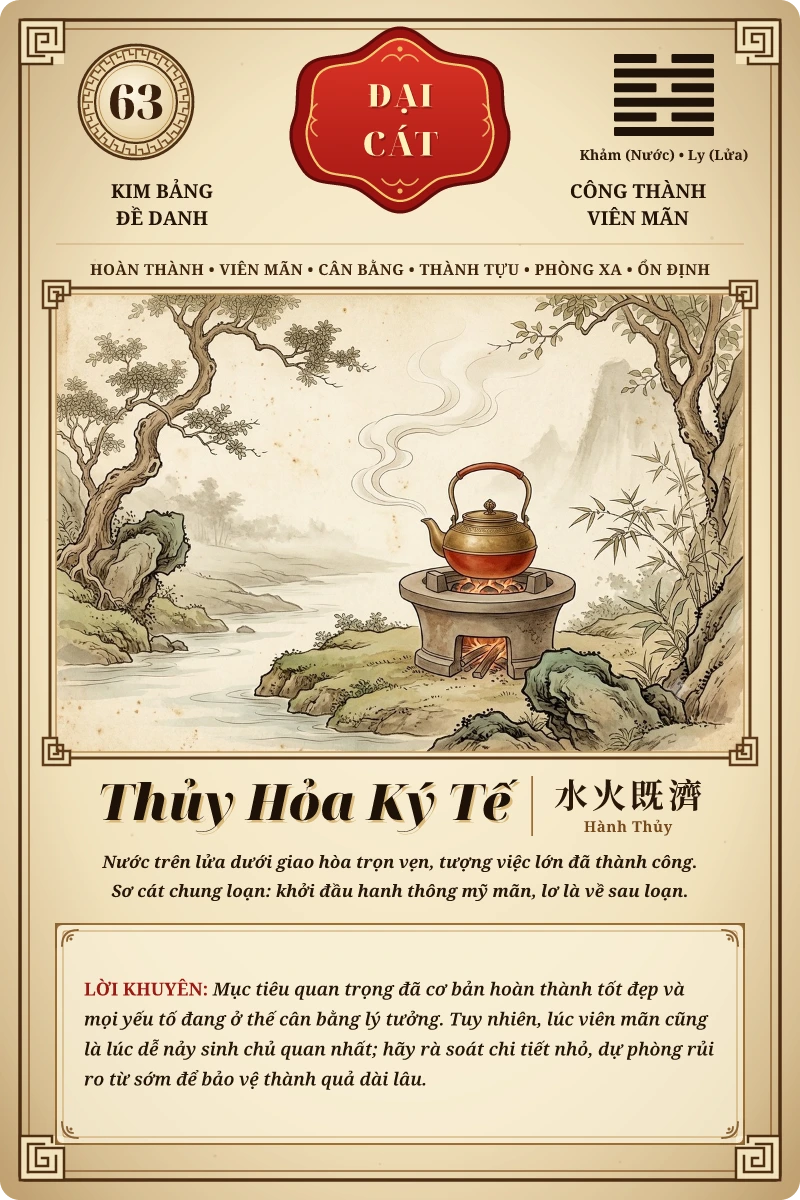 63
ĐẠI
CÁT
Khảm (Nước) • Ly (Lửa)
KIM BẢNG
ĐỀ DANH
CÔNG THÀNH
VIÊN MÃN
HOÀN THÀNH • VIÊN MÃN • CÂN BẰNG • THÀNH TỰU • PHÒNG XA • ỔN ĐỊNH
Thủy Hỏa Ký Tế
水火既濟
Hành Thủy
Nước trên lửa dưới giao hòa trọn vẹn, tượng việc lớn đã thành công.
Sơ cát chung loạn: khởi đầu hanh thông mỹ mãn, lơ là về sau loạn.
LỜI KHUYÊN: Mục tiêu quan trọng đã cơ bản hoàn thành tốt đẹp và
mọi yếu tố đang ở thế cân bằng lý tưởng. Tuy nhiên, lúc viên mãn cũng
là lúc dễ nảy sinh chủ quan nhất; hãy rà soát chi tiết nhỏ, dự phòng rủi
ro từ sớm để bảo vệ thành quả dài lâu.